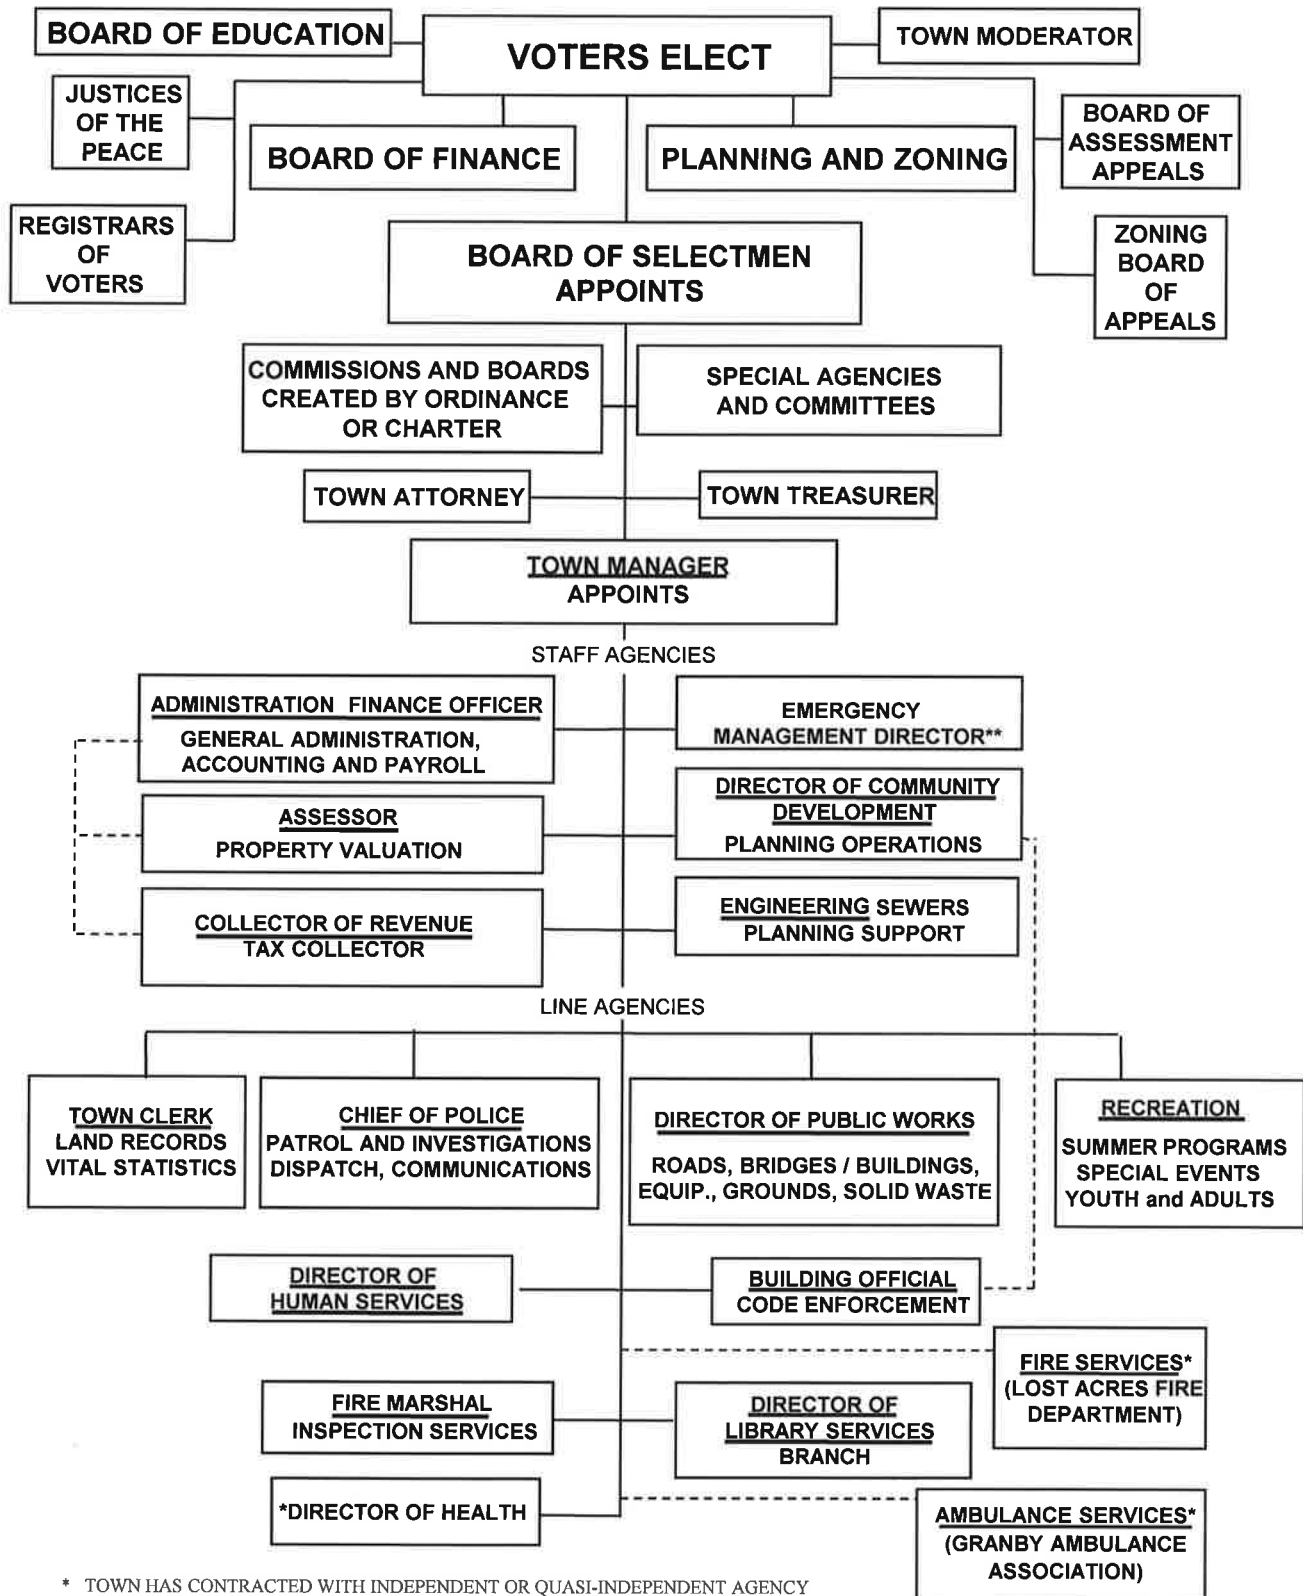 BOARD OF EDUCATION
VOTERS ELECT
TOWN MODERATOR
JUSTICES
OF THE
PEACE
BOARD OF FINANCE
PLANNING AND ZONING
BOARD OF
ASSESSMENT
APPEALS
REGISTRARS
OF
VOTERS
BOARD OF SELECTMEN
APPOINTS
ZONING
BOARD
OF
APPEALS
COMMISSIONS AND BOARDS
CREATED BY ORDINANCE
OR CHARTER
SPECIAL AGENCIES
AND COMMITTEES
TOWN ATTORNEY
TOWN TREASURER
TOWN MANAGER
APPOINTS
STAFF AGENCIES
ADMINISTRATION FINANCE OFFICER
GENERAL ADMINISTRATION,
ACCOUNTING AND PAYROLL
EMERGENCY
MANAGEMENT DIRECTOR**
ASSESSOR
PROPERTY VALUATION
DIRECTOR OF COMMUNITY
DEVELOPMENT
PLANNING OPERATIONS
COLLECTOR OF REVENUE
TAX COLLECTOR
ENGINEERING SEWERS
PLANNING SUPPORT
LINE AGENCIES
TOWN CLERK
LAND RECORDS
VITAL STATISTICS
CHIEF OF POLICE
PATROL AND INVESTIGATIONS
DISPATCH, COMMUNICATIONS
DIRECTOR OF PUBLIC WORKS
ROADS, BRIDGES / BUILDINGS,
EQUIP., GROUNDS, SOLID WASTE
RECREATION
SUMMER PROGRAMS
SPECIAL EVENTS
YOUTH and ADULTS
DIRECTOR OF
HUMAN SERVICES
BUILDING OFFICIAL
CODE ENFORCEMENT
FIRE SERVICES*
(LOST ACRES FIRE
DEPARTMENT)
FIRE MARSHAL
INSPECTION SERVICES
DIRECTOR OF
LIBRARY SERVICES
BRANCH
*DIRECTOR OF HEALTH
AMBULANCE SERVICES*
(GRANBY AMBULANCE
ASSOCIATION)
* TOWN HAS CONTRACTED WITH INDEPENDENT OR QUASI-INDEPENDENT AGENCY